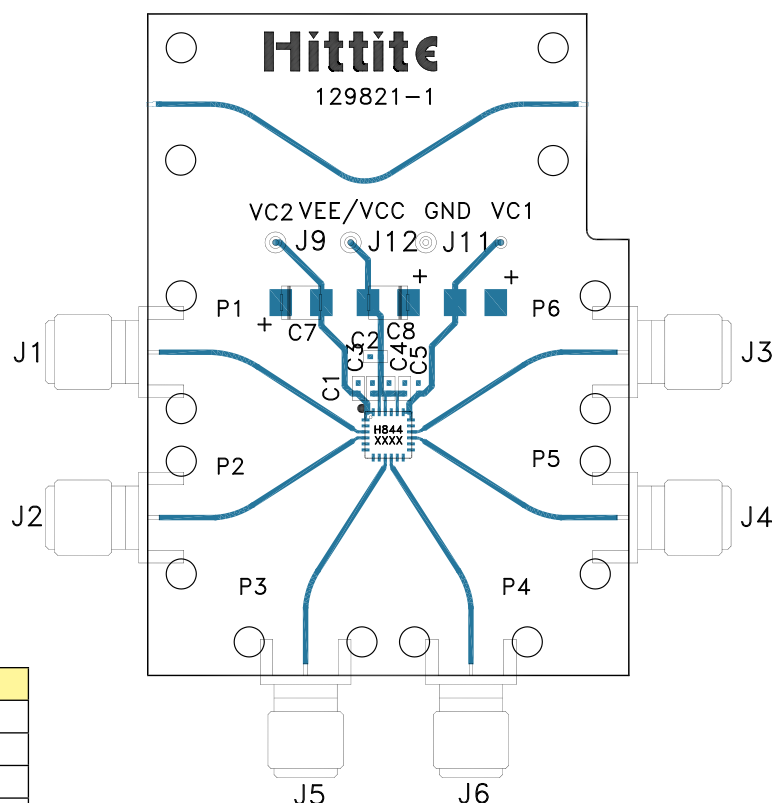 Hittite
129821-1
VC2 VEE/VCC GND VC1
J9 J12 J11
+ +
P1 P6
+ C7 C8
J1 J3
C2
C3 C4 C5
C1
H844
XXXX
P2 P5
J2 J4
P3 P4
J5 J6